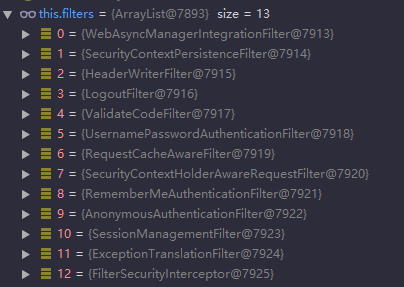 this.filters = {ArrayList@7893} size = 13
0 = {WebAsyncManagerIntegrationFilter@7913}
1 = {SecurityContextPersistenceFilter@7914}
2 = {HeaderWriterFilter@7915}
3 = {LogoutFilter@7916}
4 = {ValidateCodeFilter@7917}
5 = {UsernamePasswordAuthenticationFilter@7918}
6 = {RequestCacheAwareFilter@7919}
7 = {SecurityContextHolderAwareRequestFilter@7920}
8 = {RememberMeAuthenticationFilter@7921}
9 = {AnonymousAuthenticationFilter@7922}
10 = {SessionManagementFilter@7923}
11 = {ExceptionTranslationFilter@7924}
12 = {FilterSecurityInterceptor@7925}